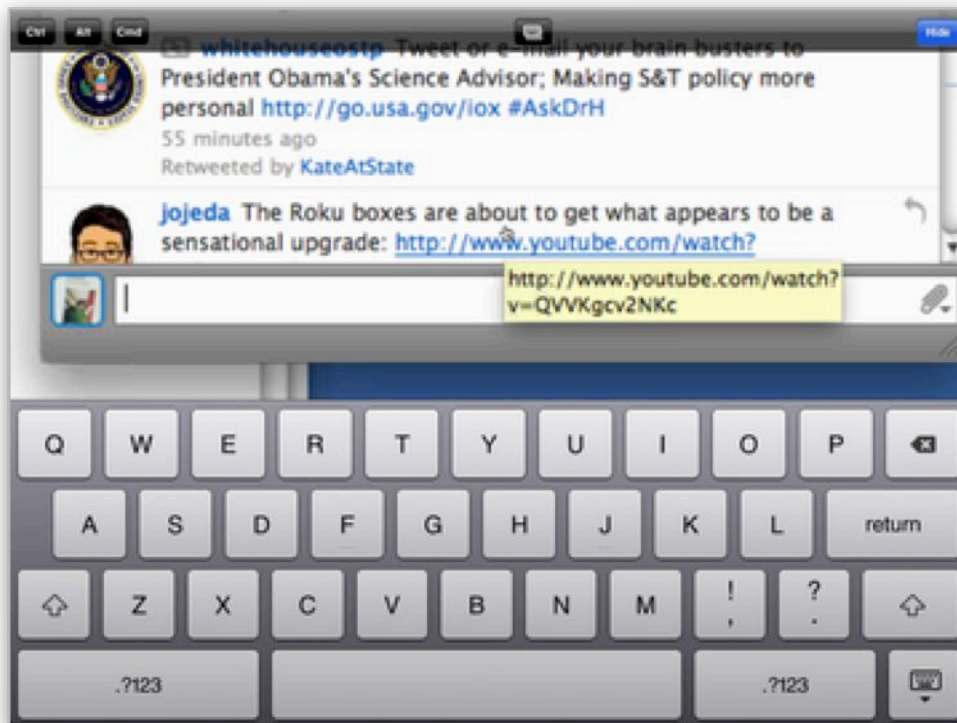 Ctrl Alt Cmd Hide
whitehouseostp Tweet or e-mail your brain busters to
President Obama's Science Advisor; Making S&T policy more
personal http://go.usa.gov/iox #AskDrH
55 minutes ago
Retweeted by KateAtState
jojeda The Roku boxes are about to get what appears to be a
sensational upgrade: http://www.youtube.com/watch?
http://www.youtube.com/watch?
v=QVVKgcv2NKc
Q W E R T Y U I O P
A S D F G H J K L return
Z X C V B N M ! , ? .
.?123 .?123